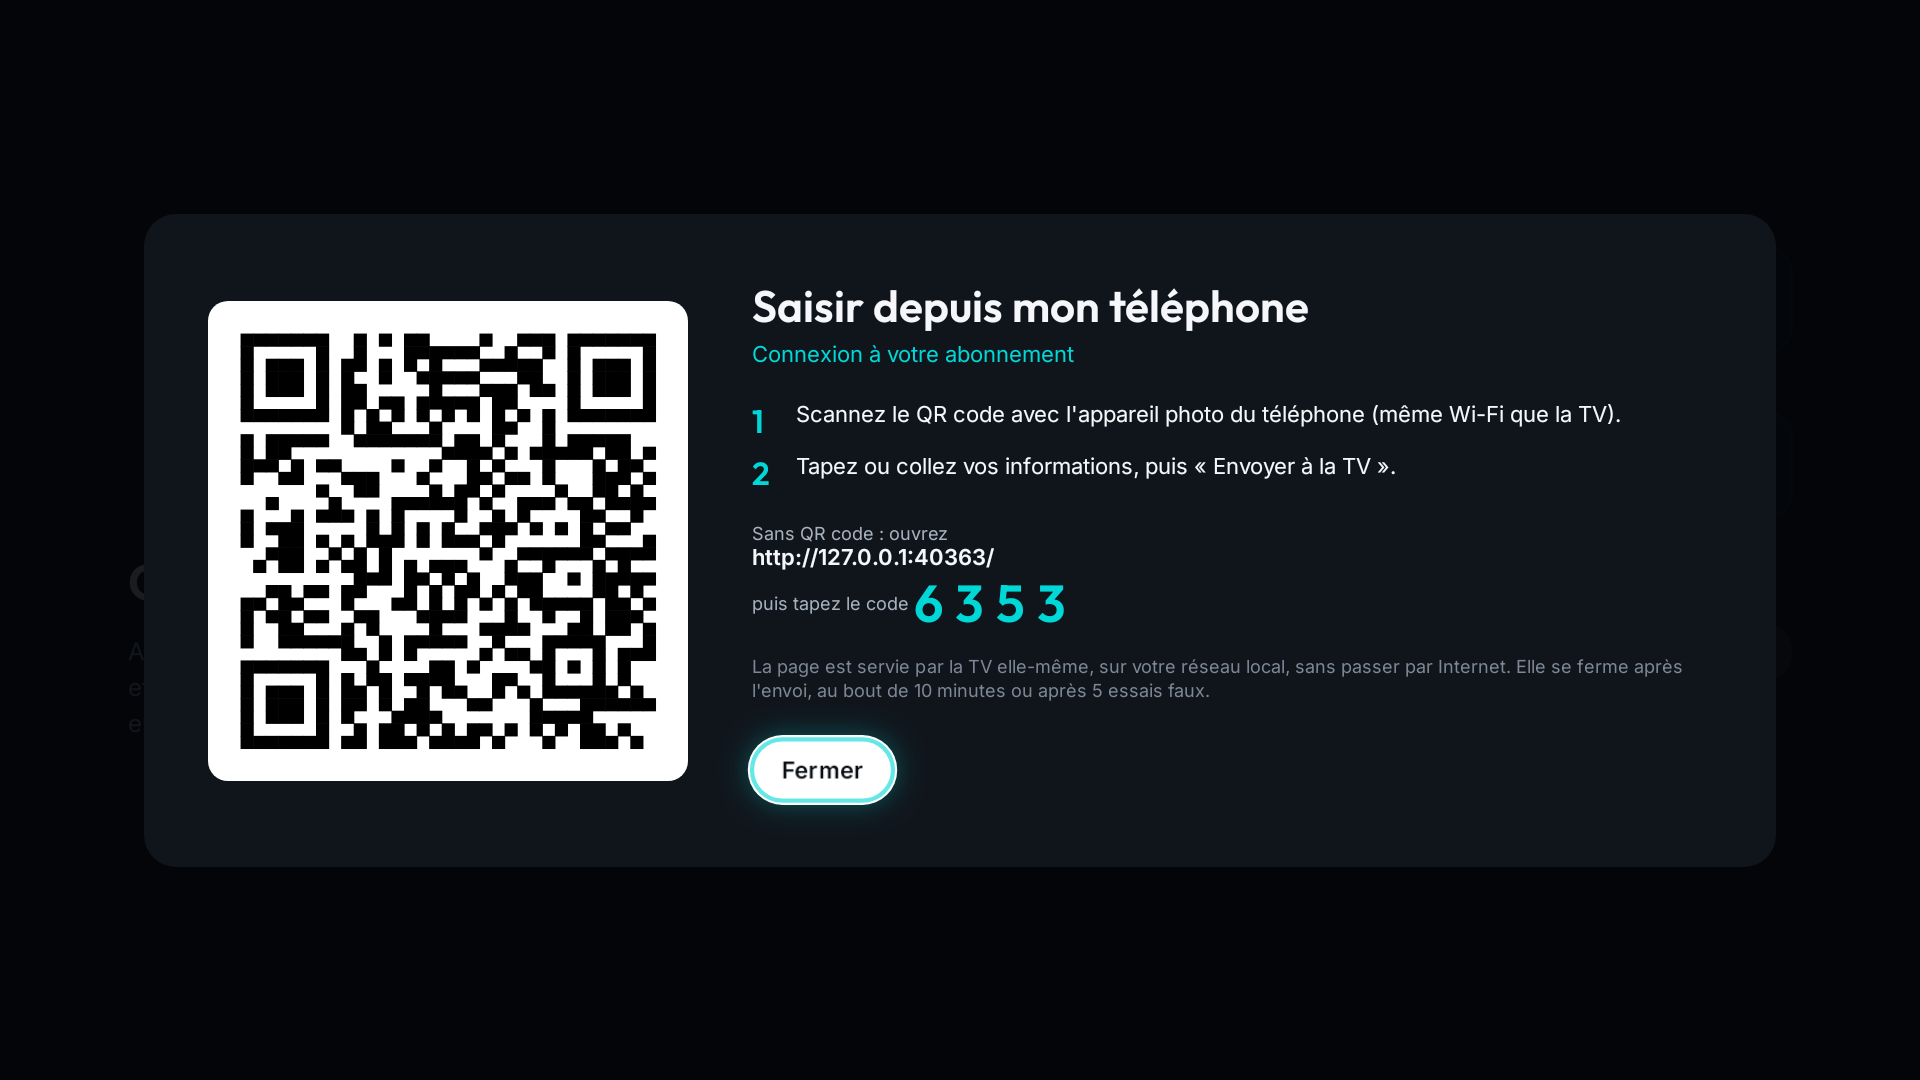 Saisir depuis mon téléphone
Connexion à votre abonnement
1 Scannez le QR code avec l'appareil photo du téléphone (même Wi-Fi que la TV).
2 Tapez ou collez vos informations, puis « Envoyer à la TV ».
Sans QR code : ouvrez
http://127.0.0.1:40363/
puis tapez le code 6353
La page est servie par la TV elle-même, sur votre réseau local, sans passer par Internet. Elle se ferme après
l'envoi, au bout de 10 minutes ou après 5 essais faux.
Fermer